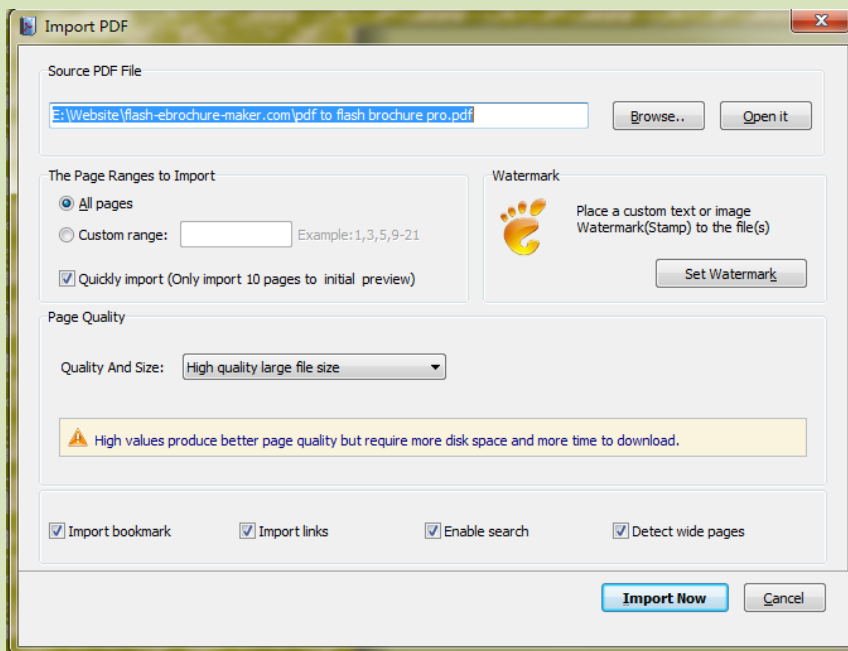 Import PDF
Source PDF File
E:\Website\flash-ebrochure-maker.com\pdf to flash brochure pro.pdf
Browse..
Open it
The Page Ranges to Import
All pages
Custom range:
Example:1,3,5,9-21
Quickly import (Only import 10 pages to initial preview)
Watermark
Place a custom text or image
Watermark(Stamp) to the file(s)
Set Watermark
Page Quality
Quality And Size:
High quality large file size
High values produce better page quality but require more disk space and more time to download.
Import bookmark
Import links
Enable search
Detect wide pages
Import Now
Cancel